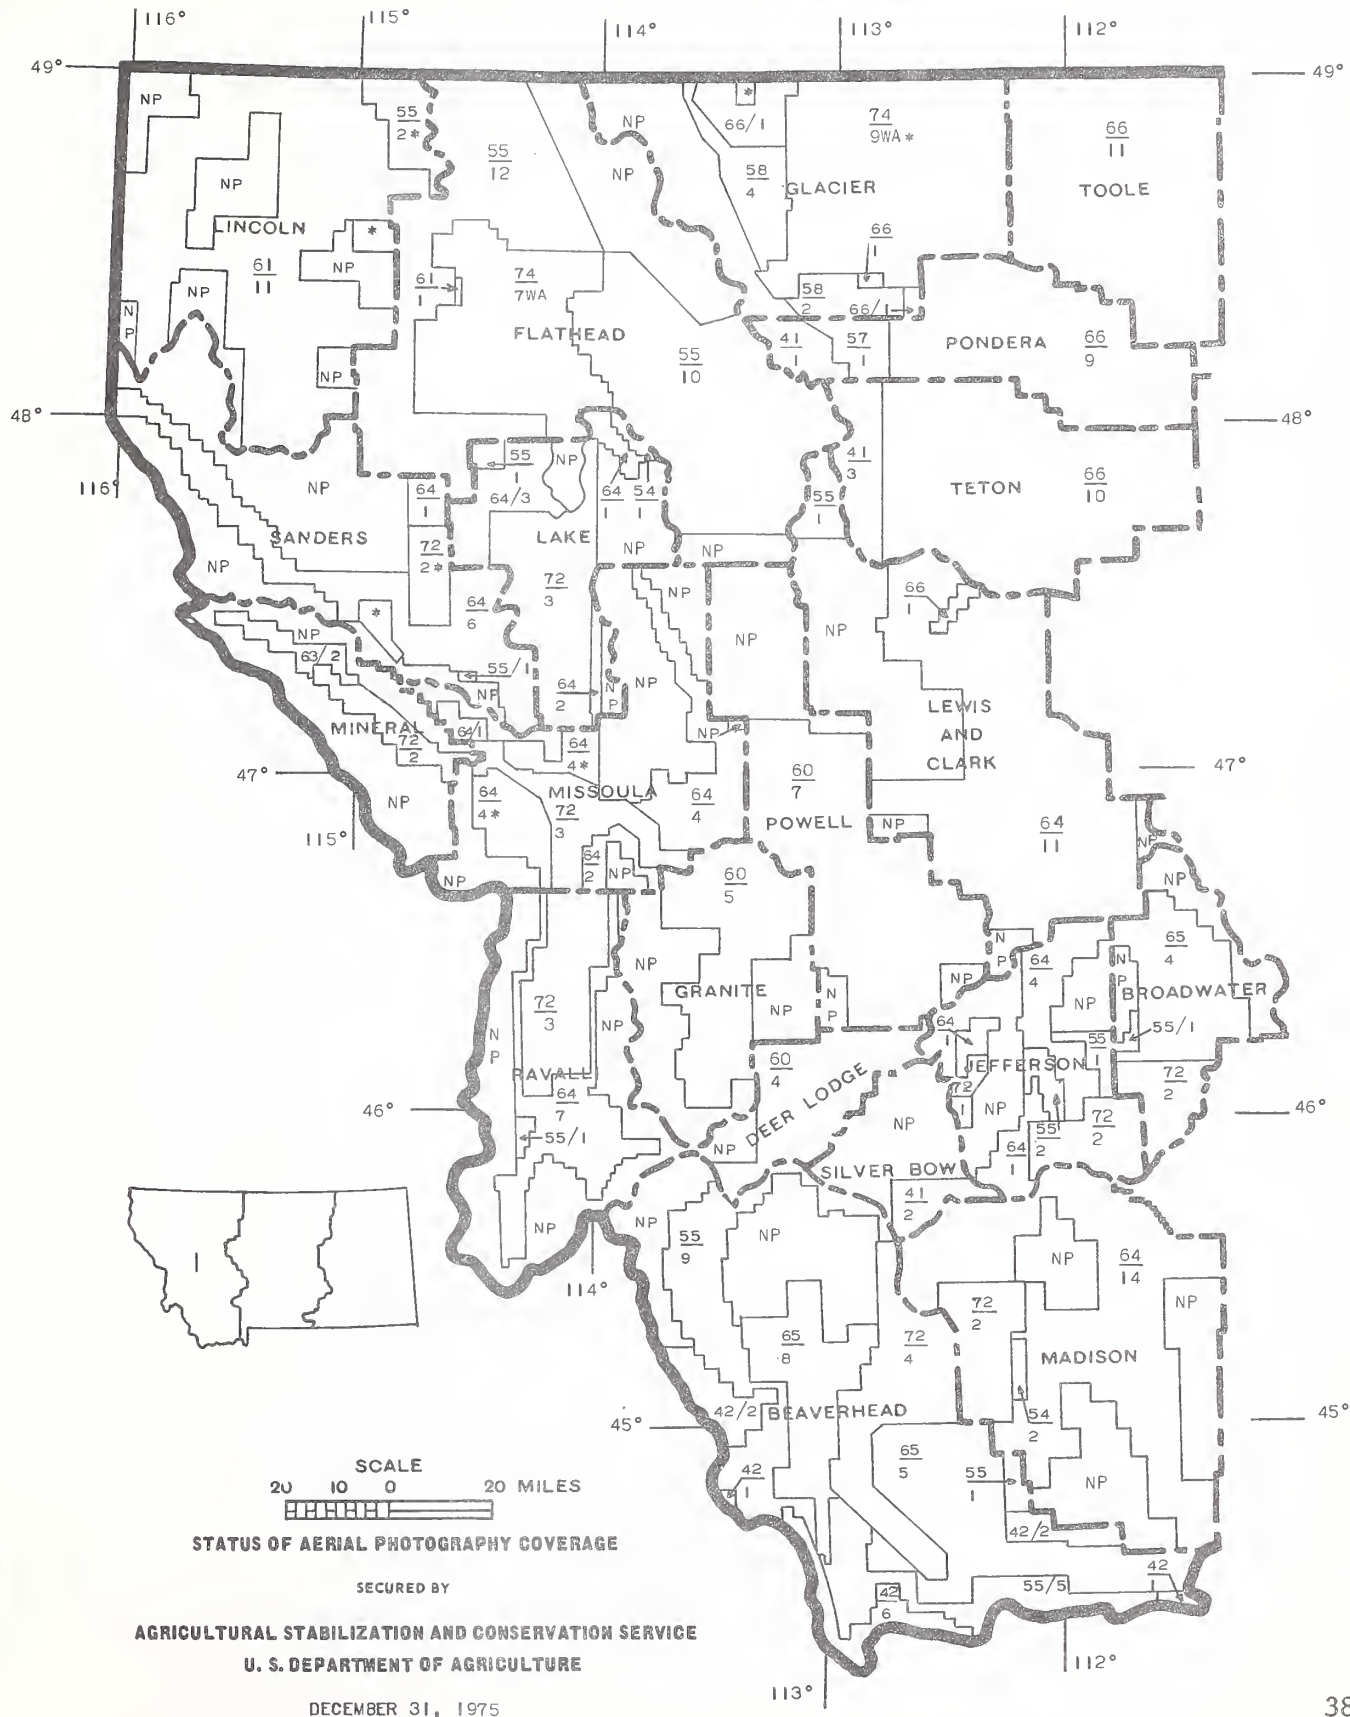 116° 115° 114° 113° 112°
49° 49°
NP
55
2*
55
12
NP
NP
66/1
*
74
9WA*
66
11
58
4
GLACIER
TOOLE
NP
LINCOLN
*
61
11
NP
NP
61
1
74
7WA
66
1
58
2
66/1
N
P
FLATHEAD
41
1
57
1
PONDERA
66
9
55
10
NP
48° 48°
NP
55
1
NP
41
3
116°
64
1
64/3
64
1
54
1
55
1
TETON
66
10
SANDERS
LAKE
NP
NP
72
2*
NP
72
3
NP
64
6
66
1
*
NP
NP
NP
63/2
55/1
NP
64
2
N
P
NP
LEWIS
AND
CLARK
MINERAL
64/1
72
2
64
4*
NP
47° 47°
60
7
NP
64
4*
MISSOULA
72
3
64
4
POWELL
NP
115°
64
11
NP
64
2
NP
NP
NP
60
5
N
P
64
4
65
4
NP
N
P
NP
GRANITE
NP
N
P
NP
BROADWATER
72
3
N
P
NP
64
1
55/1
55
1
RAVALLI
60
4
JEFFERSON
72
2
64
7
DEER LODGE
72
1
NP
46° 46°
NP
55
2
72
2
55/1
NP
64
1
SILVER BOW
41
2
NP
NP
55
9
NP
NP
64
14
1
114°
NP
72
2
65
8
72
4
MADISON
42/2
BEAVERHEAD
54
2
45° 45°
SCALE
20 10 0 20 MILES
42
1
65
5
55
1
NP
42/2
STATUS OF AERIAL PHOTOGRAPHY COVERAGE
SECURED BY
42
6
55/5
42
1
AGRICULTURAL STABILIZATION AND CONSERVATION SERVICE
U. S. DEPARTMENT OF AGRICULTURE
112°
113°
DECEMBER 31, 1975
38